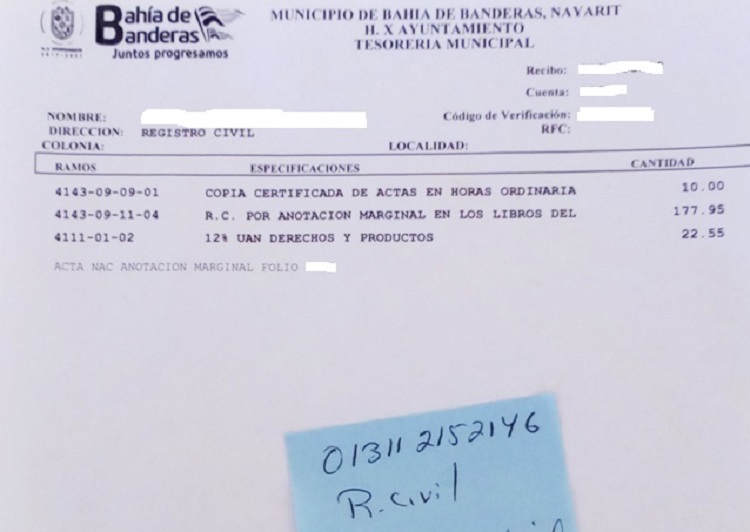 Bahía de
Banderas
Juntos progresamos
MUNICIPIO DE BAHIA DE BANDERAS, NAYARIT
H. X AYUNTAMIENTO
TESORERIA MUNICIPAL
Recibo:
Cuenta:
Código de Verificación:
RFC:
NOMBRE:
DIRECCION: REGISTRO CIVIL
COLONIA: LOCALIDAD:
RAMOS ESPECIFICACIONES CANTIDAD
4143-09-09-01 COPIA CERTIFICADA DE ACTAS EN HORAS ORDINARIA 10.00
4143-09-11-04 R.C. POR ANOTACION MARGINAL EN LOS LIBROS DEL 177.95
4111-01-02 12% UAN DERECHOS Y PRODUCTOS 22.55
ACTA NAC ANOTACION MARGINAL FOLIO
01311 2152146
R. Civil